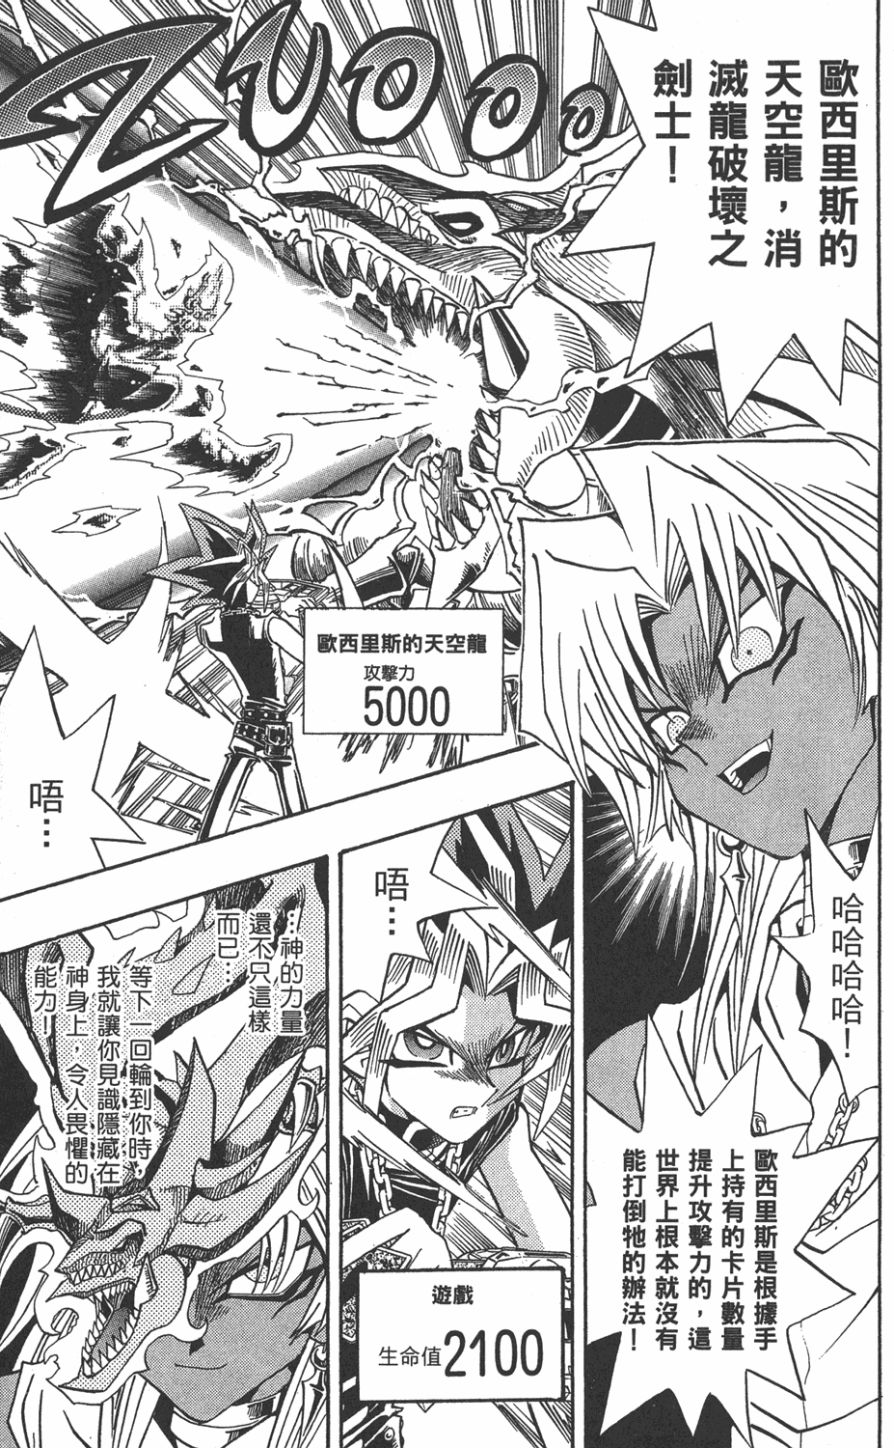 歐西里斯的
天空龍，消
滅龍破壞之
劍士！
ZUOOOO
歐西里斯的天空龍
攻擊力
5000
唔…
哈哈哈哈！
歐西里斯是根據手
上持有的卡片數量
提升攻擊力的，這
世界上根本就沒有
能打倒牠的辦法！
唔…
遊戲
生命值2100
…神的力量
還不只這樣
而已…
等下一回輪到你時，
我就讓你見識隱藏在
神身上，令人畏懼的
能力！